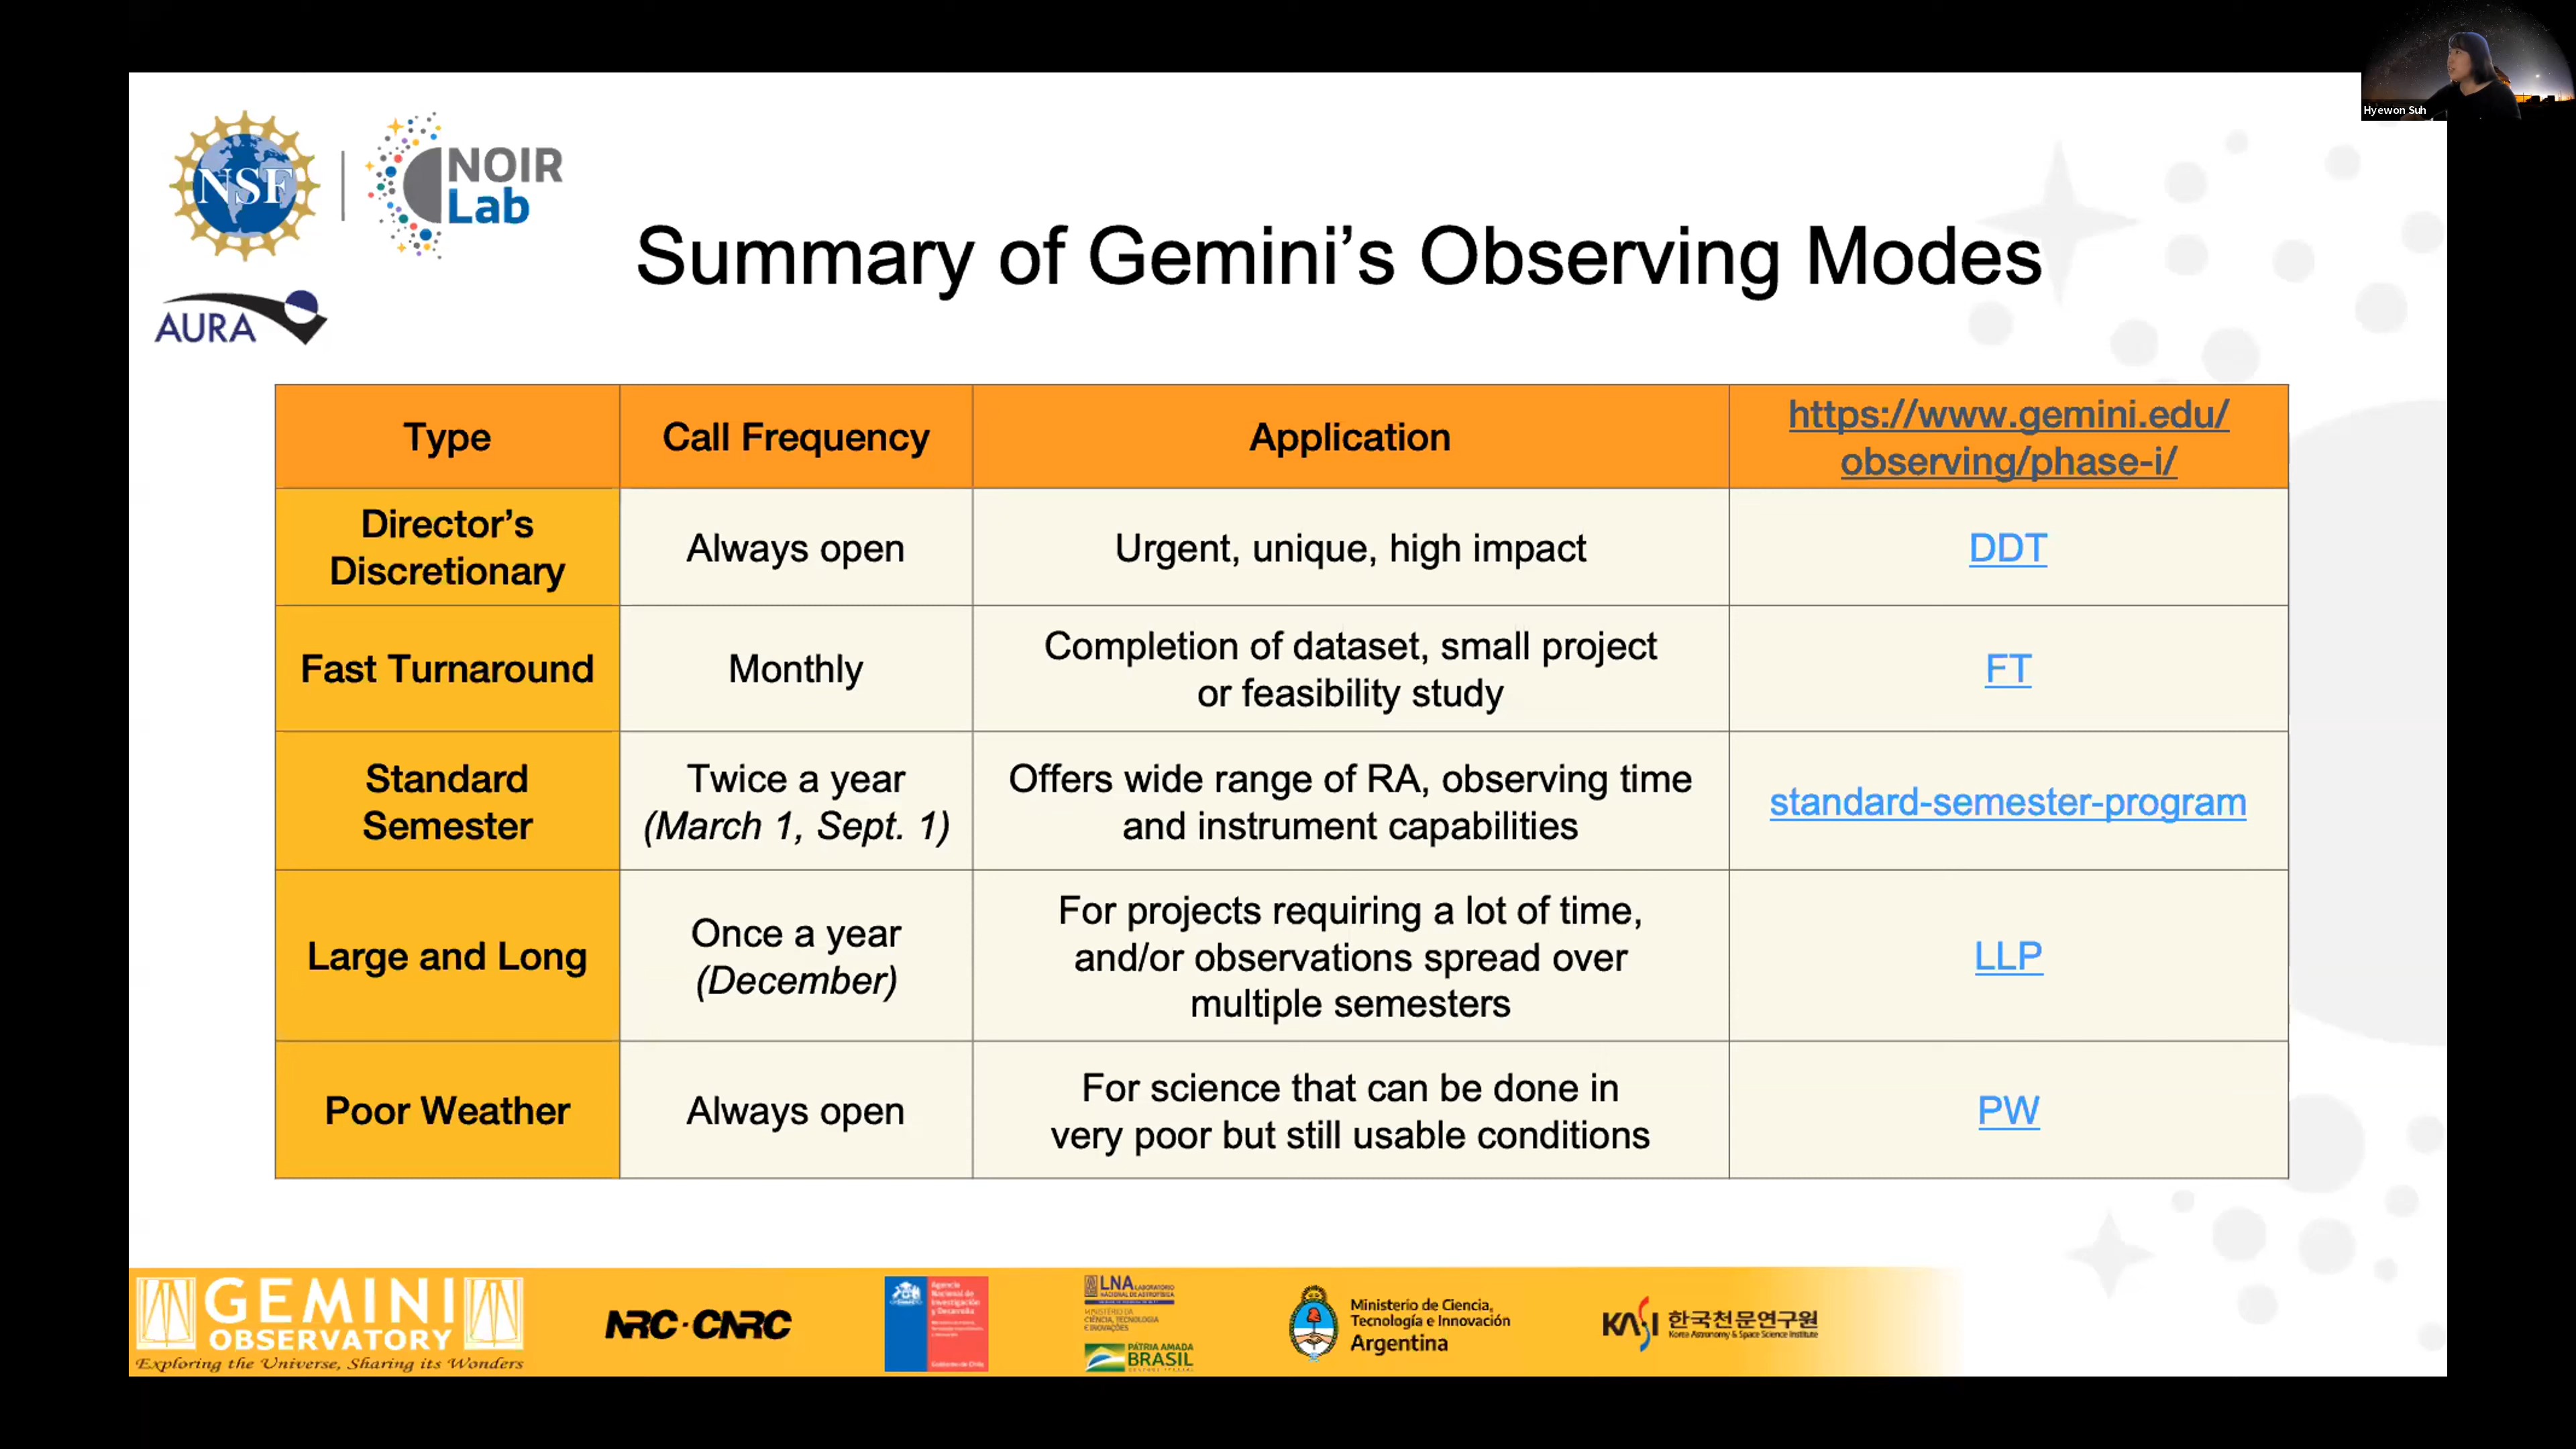 Hyewon Suh
NSF
NOIR
Lab
AURA
Summary of Gemini’s Observing Modes
Type
Call Frequency
Application
https://www.gemini.edu/
observing/phase-i/
Director’s
Discretionary
Always open
Urgent, unique, high impact
DDT
Fast Turnaround
Monthly
Completion of dataset, small project
or feasibility study
FT
Standard
Semester
Twice a year
(March 1, Sept. 1)
Offers wide range of RA, observing time
and instrument capabilities
standard-semester-program
Large and Long
Once a year
(December)
For projects requiring a lot of time,
and/or observations spread over
multiple semesters
LLP
Poor Weather
Always open
For science that can be done in
very poor but still usable conditions
PW
GEMINI
OBSERVATORY
Exploring the Universe, Sharing its Wonders
NRC·CNRC
Agencia
Nacional de
Investigación
y Desarrollo
Gobierno de Chile
LNA LABORATÓRIO
NACIONAL DE ASTROFÍSICA
MINISTÉRIO DA
CIÊNCIA, TECNOLOGIA
E INOVAÇÕES
PÁTRIA AMADA
BRASIL
Ministerio de Ciencia,
Tecnología e Innovación
Argentina
KASI 한국천문연구원
Korea Astronomy & Space Science Institute